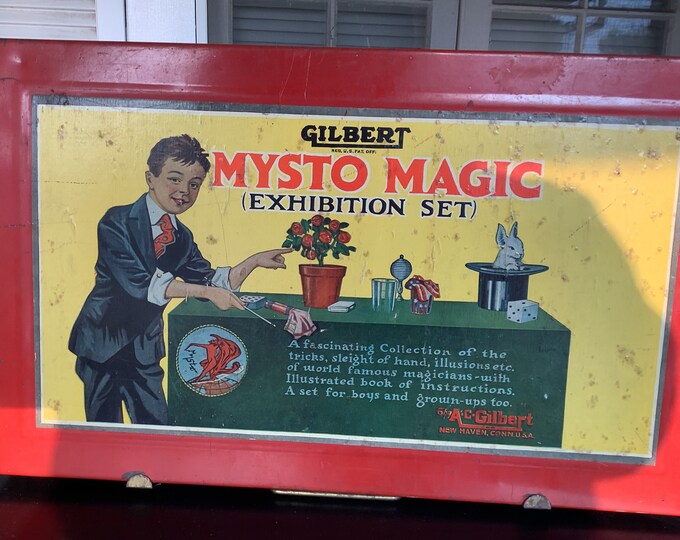 GILBERT
REG. U.S. PAT. OFF.
MYSTO MAGIC
(EXHIBITION SET)
A fascinating Collection of the
tricks, sleight of hand, illusions etc.
of world famous magicians-with
Illustrated book of instructions.
A set for boys and grown-ups too.
A·C·Gilbert
NEW HAVEN, CONN. U.S.A.
Mysto